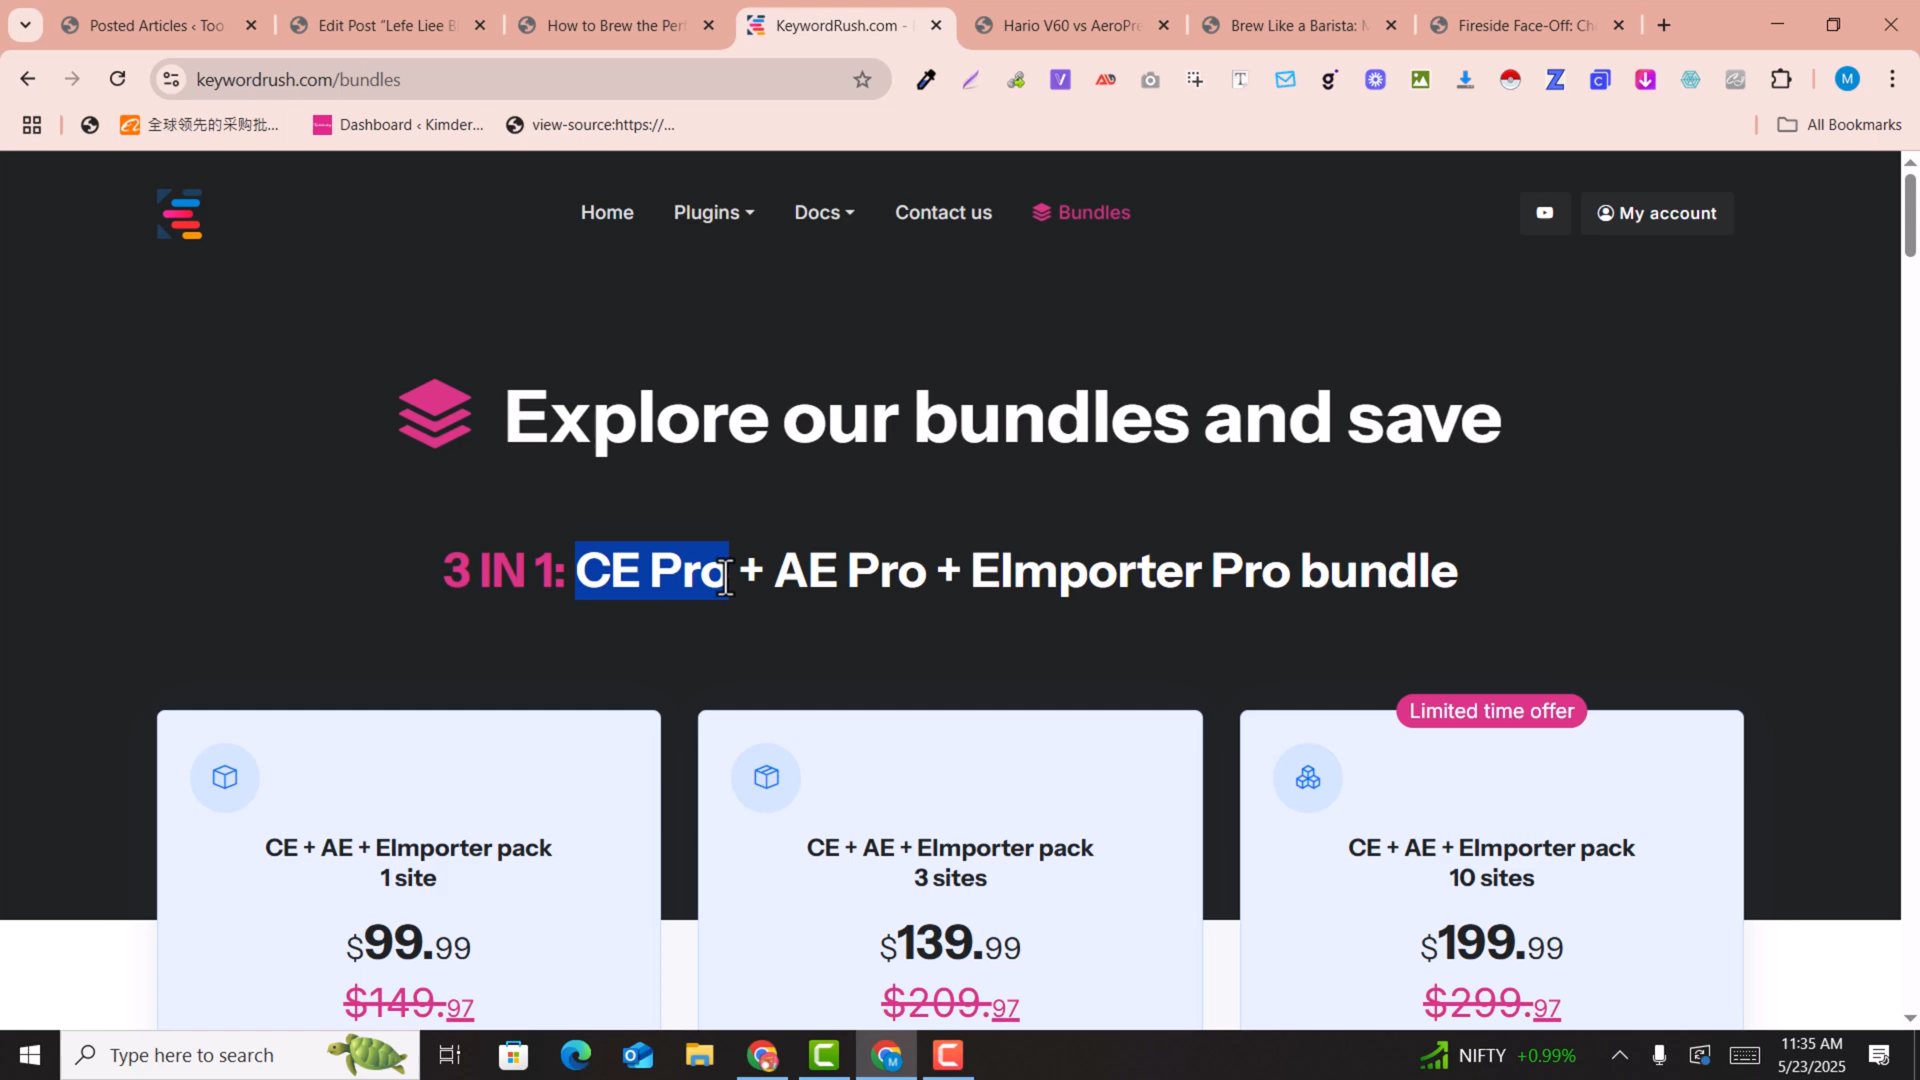 Posted Articles ‹ Too
Edit Post “Lefe Liee B
How to Brew the Per
KeywordRush.com -
Hario V60 vs AeroPre
Brew Like a Barista: M
Fireside Face-Off: Ch
keywordrush.com/bundles
全球领先的采购批...
Dashboard ‹ Kimder...
view-source:https://...
All Bookmarks
Home
Plugins
Docs
Contact us
Bundles
My account
Explore our bundles and save
3 IN 1: CE Pro + AE Pro + EImporter Pro bundle
Limited time offer
CE + AE + EImporter pack
1 site
$99.99
$149.97
CE + AE + EImporter pack
3 sites
$139.99
$209.97
CE + AE + EImporter pack
10 sites
$199.99
$299.97
Type here to search
NIFTY +0.99%
11:35 AM
5/23/2025